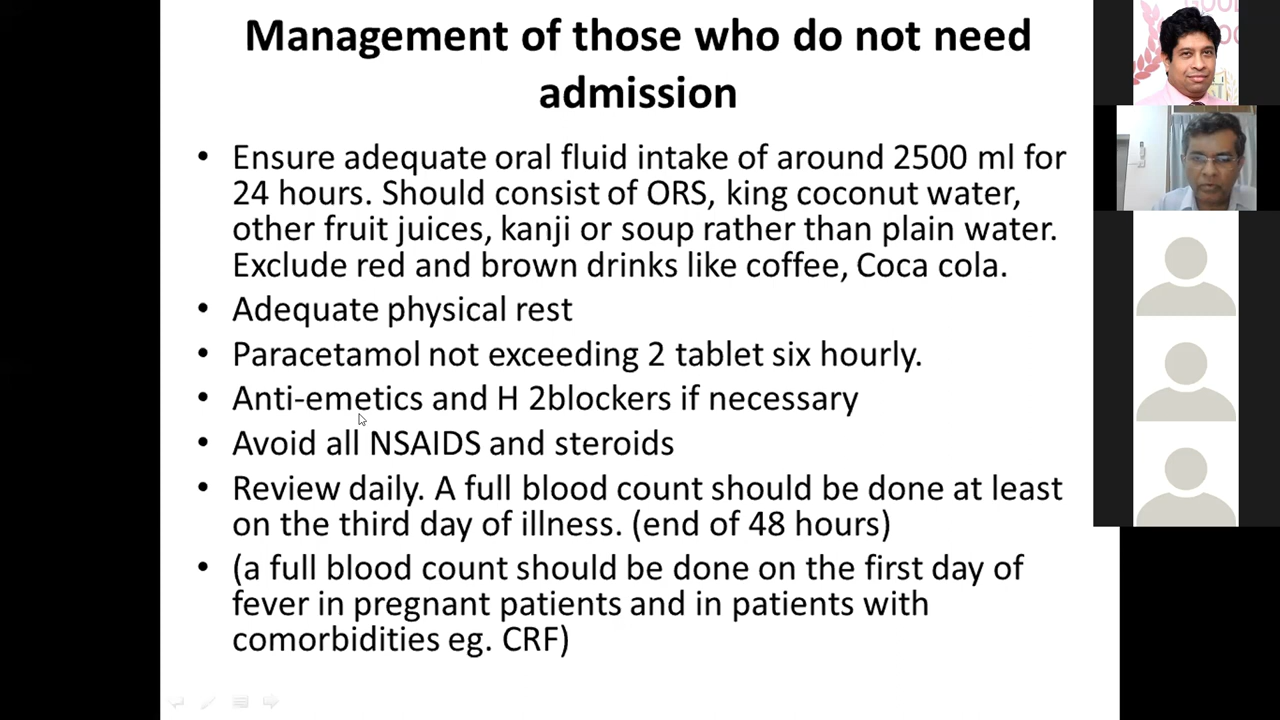 Management of those who do not need
admission
• Ensure adequate oral fluid intake of around 2500 ml for
24 hours. Should consist of ORS, king coconut water,
other fruit juices, kanji or soup rather than plain water.
Exclude red and brown drinks like coffee, Coca cola.
• Adequate physical rest
• Paracetamol not exceeding 2 tablet six hourly.
• Anti-emetics and H 2blockers if necessary
• Avoid all NSAIDS and steroids
• Review daily. A full blood count should be done at least
on the third day of illness. (end of 48 hours)
• (a full blood count should be done on the first day of
fever in pregnant patients and in patients with
comorbidities eg. CRF)